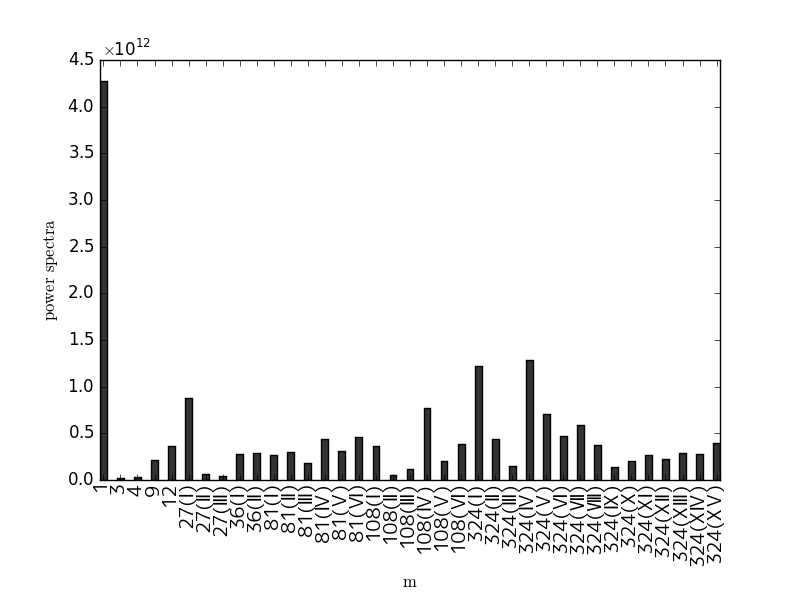 ×10¹²
4.5
4.0
3.5
3.0
2.5
2.0
1.5
1.0
0.5
0.0
power spectra
1
3
4
9
12
27(I)
27(II)
27(III)
36(I)
36(II)
81(I)
81(II)
81(III)
81(IV)
81(V)
81(VI)
108(I)
108(II)
108(III)
108(IV)
108(V)
108(VI)
324(I)
324(II)
324(III)
324(IV)
324(V)
324(VI)
324(VII)
324(VIII)
324(IX)
324(X)
324(XI)
324(XII)
324(XIII)
324(XIV)
324(XV)
m